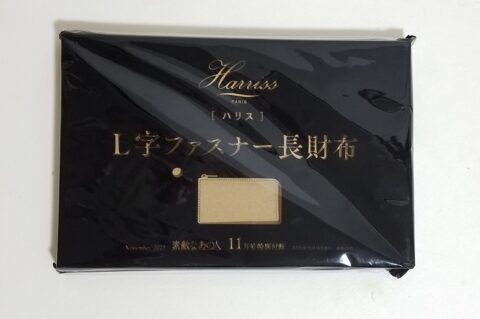 Harriss
PARIS
[ハリス]
L字ファスナー長財布
素敵なあの人 11月号特別付録